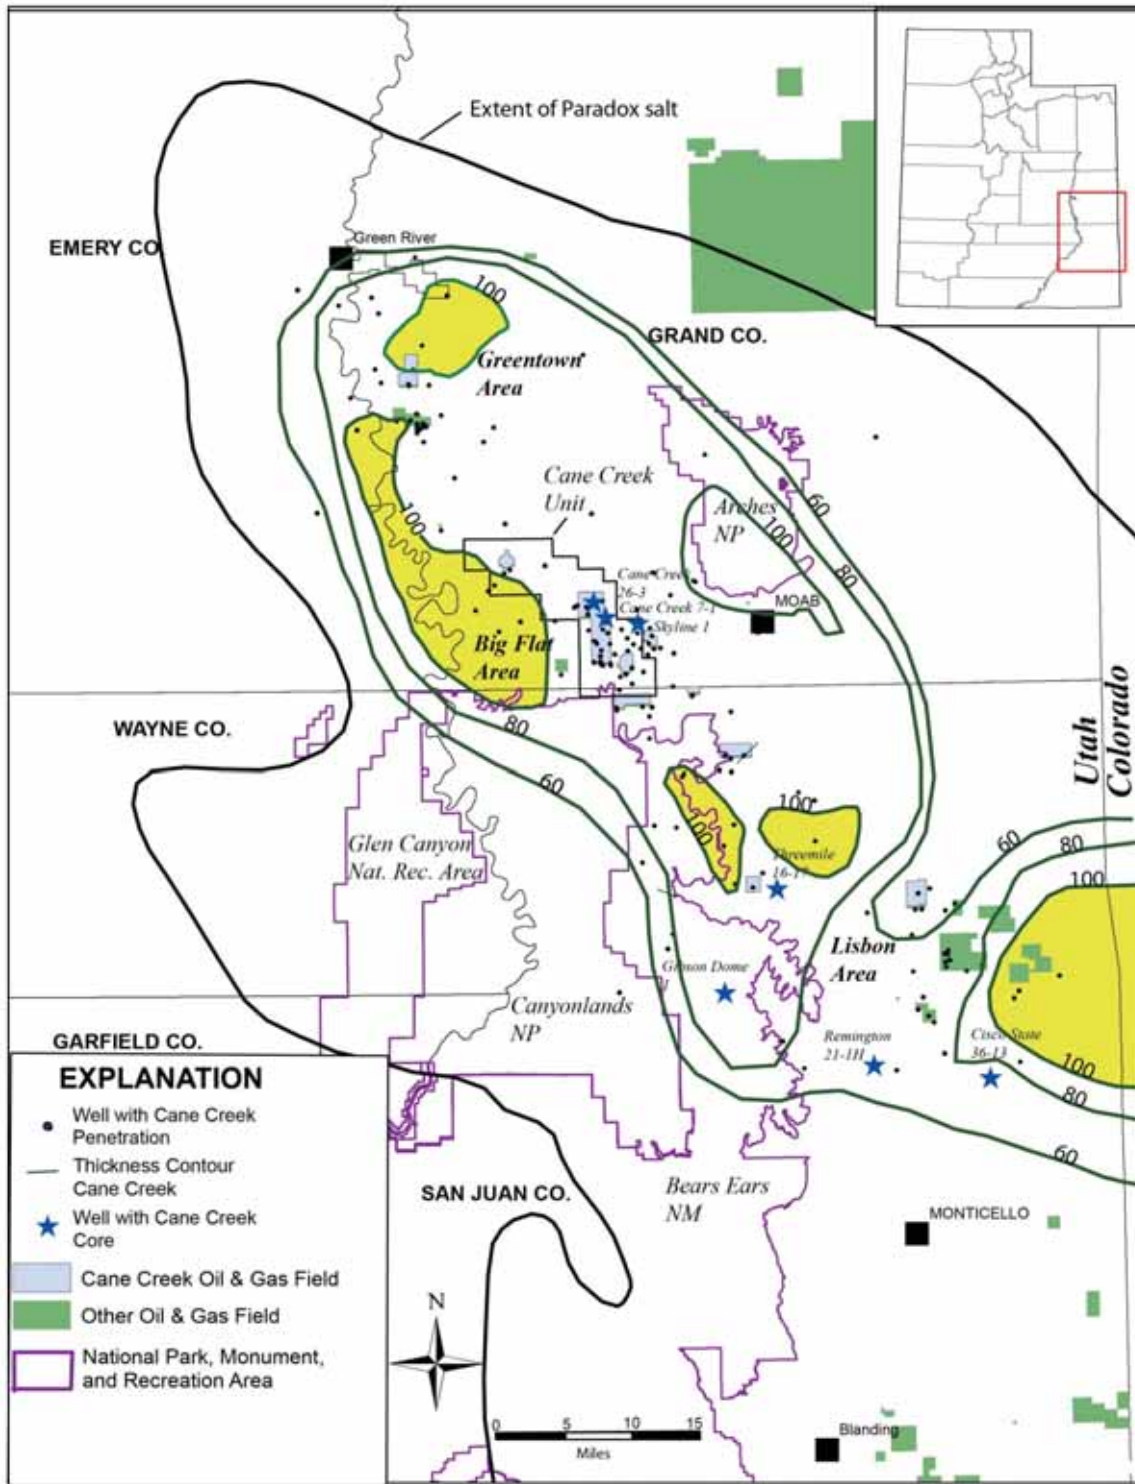 Extent of Paradox salt
EMERY CO
Green River
100
GRAND CO.
Greentown
Area
Cane Creek
Unit
Arches
NP
60
100
80
100
Cane Creek
26-3
Cane Creek 7-1
Skyline 1
MOAB
Big Flat
Area
WAYNE CO.
80
60
Utah
Colorado
100
100
Glen Canyon
Nat. Rec. Area
Threemile
16-17
60
80
100
Lisbon
Area
Gibson Dome
1
Canyonlands
NP
GARFIELD CO.
Remington
21-1H
Cisco State
36-13
100
80
60
EXPLANATION
Well with Cane Creek
Penetration
Thickness Contour
Cane Creek
Well with Cane Creek
Core
Cane Creek Oil & Gas Field
Other Oil & Gas Field
National Park, Monument,
and Recreation Area
SAN JUAN CO.
Bears Ears
NM
MONTICELLO
N
0 5 10 15
Miles
Blanding